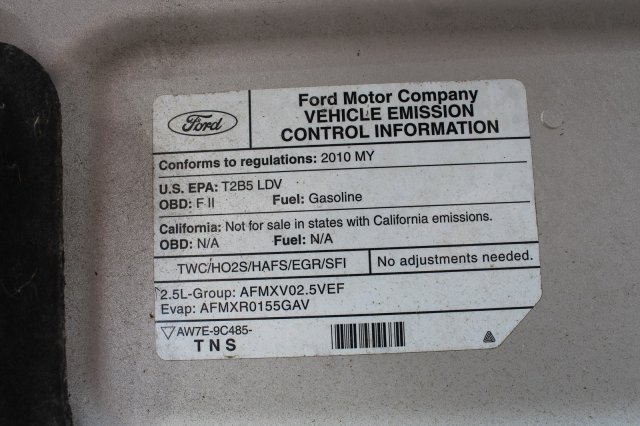 Ford
Ford Motor Company
VEHICLE EMISSION
CONTROL INFORMATION
Conforms to regulations: 2010 MY
U.S. EPA: T2B5 LDV
OBD: F II Fuel: Gasoline
California: Not for sale in states with California emissions.
OBD: N/A Fuel: N/A
TWC/HO2S/HAFS/EGR/SFI
No adjustments needed.
2.5L-Group: AFMXV02.5VEF
Evap: AFMXR0155GAV
AW7E-9C485-
TNS